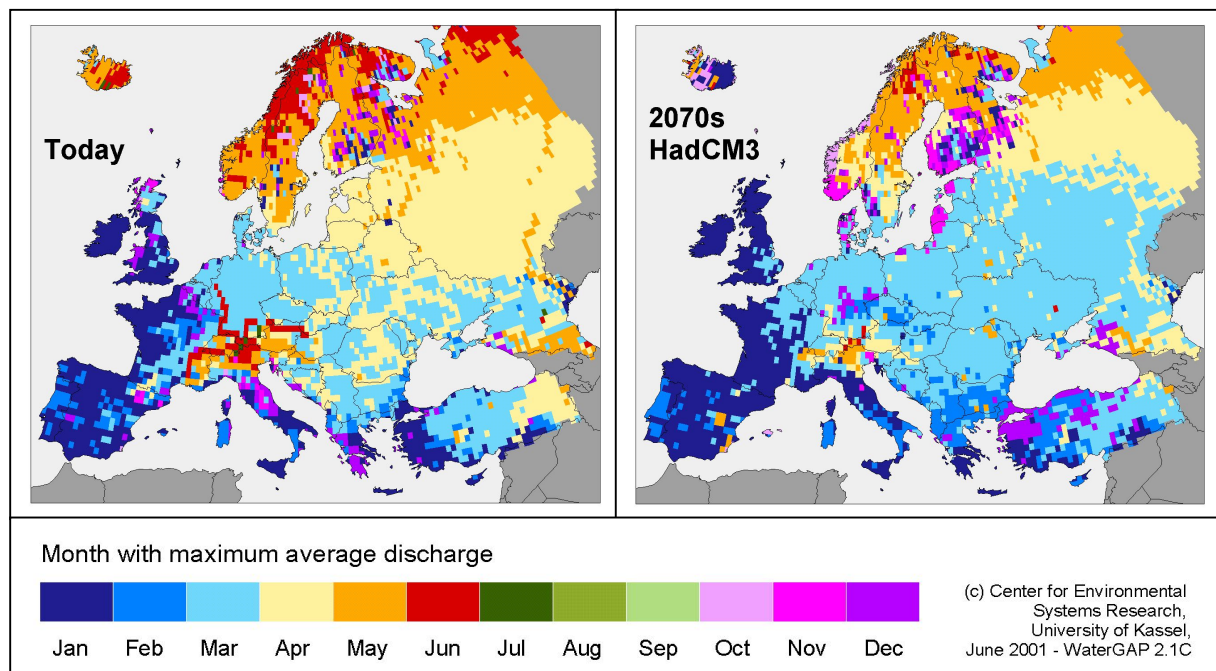 Today
2070s
HadCM3
Month with maximum average discharge
Jan Feb Mar Apr May Jun Jul Aug Sep Oct Nov Dec
(c) Center for Environmental
Systems Research,
University of Kassel,
June 2001 - WaterGAP 2.1C